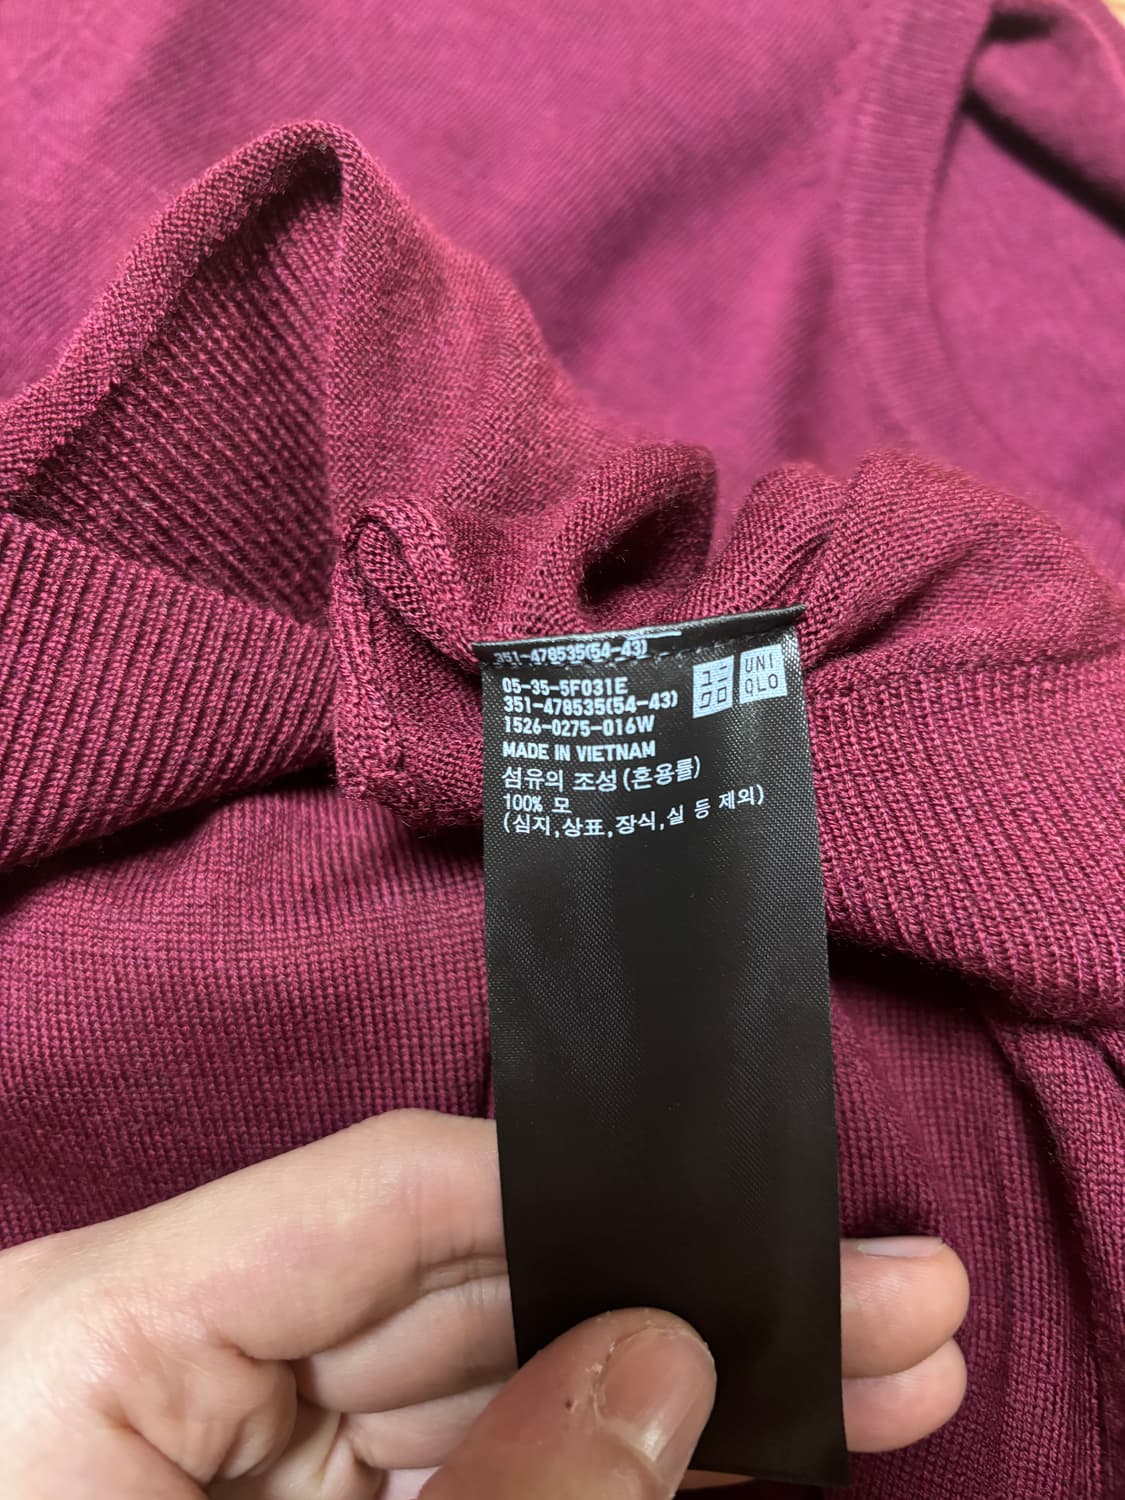 351-478535(54-43)
05-35-5F031E
351-478535(54-43)
1526-0275-016W
MADE IN VIETNAM
섬유의 조성(혼용률)
100% 모
(심지,상표,장식,실 등 제외)
ユニ
クロ
UNI
QLO